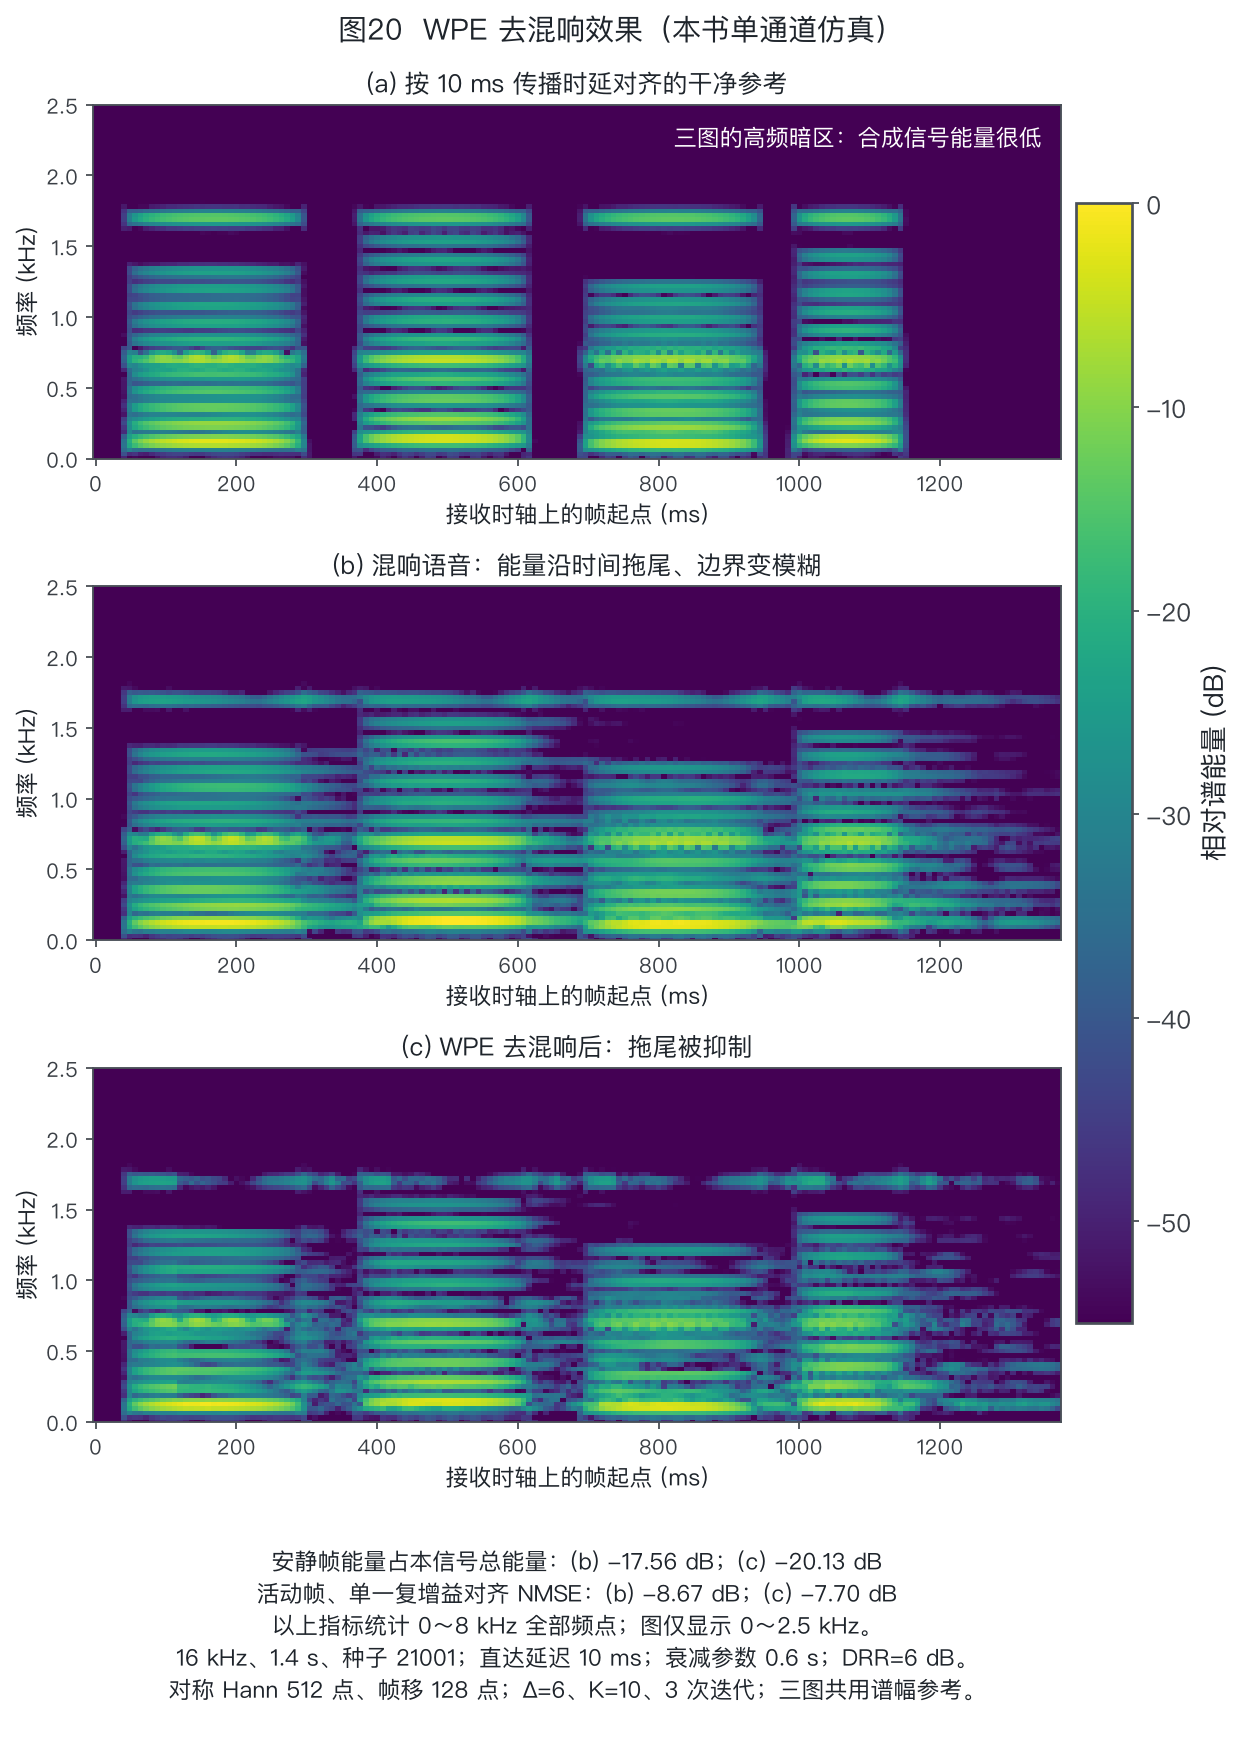 图20 WPE 去混响效果（本书单通道仿真）
(a) 按 10 ms 传播时延对齐的干净参考
三图的高频暗区：合成信号能量很低
2.5
2.0
1.5
1.0
0.5
0.0
频率 (kHz)
0 200 400 600 800 1000 1200
接收时轴上的帧起点 (ms)
(b) 混响语音：能量沿时间拖尾、边界变模糊
2.5
2.0
1.5
1.0
0.5
0.0
频率 (kHz)
0 200 400 600 800 1000 1200
接收时轴上的帧起点 (ms)
(c) WPE 去混响后：拖尾被抑制
2.5
2.0
1.5
1.0
0.5
0.0
频率 (kHz)
0 200 400 600 800 1000 1200
接收时轴上的帧起点 (ms)
0
−10
−20
−30
−40
−50
相对谱能量 (dB)
安静帧能量占本信号总能量：(b) −17.56 dB；(c) −20.13 dB
活动帧、单一复增益对齐 NMSE：(b) −8.67 dB；(c) −7.70 dB
以上指标统计 0～8 kHz 全部频点；图仅显示 0～2.5 kHz。
16 kHz、1.4 s、种子 21001；直达延迟 10 ms；衰减参数 0.6 s；DRR=6 dB。
对称 Hann 512 点、帧移 128 点；Δ=6、K=10、3 次迭代；三图共用谱幅参考。